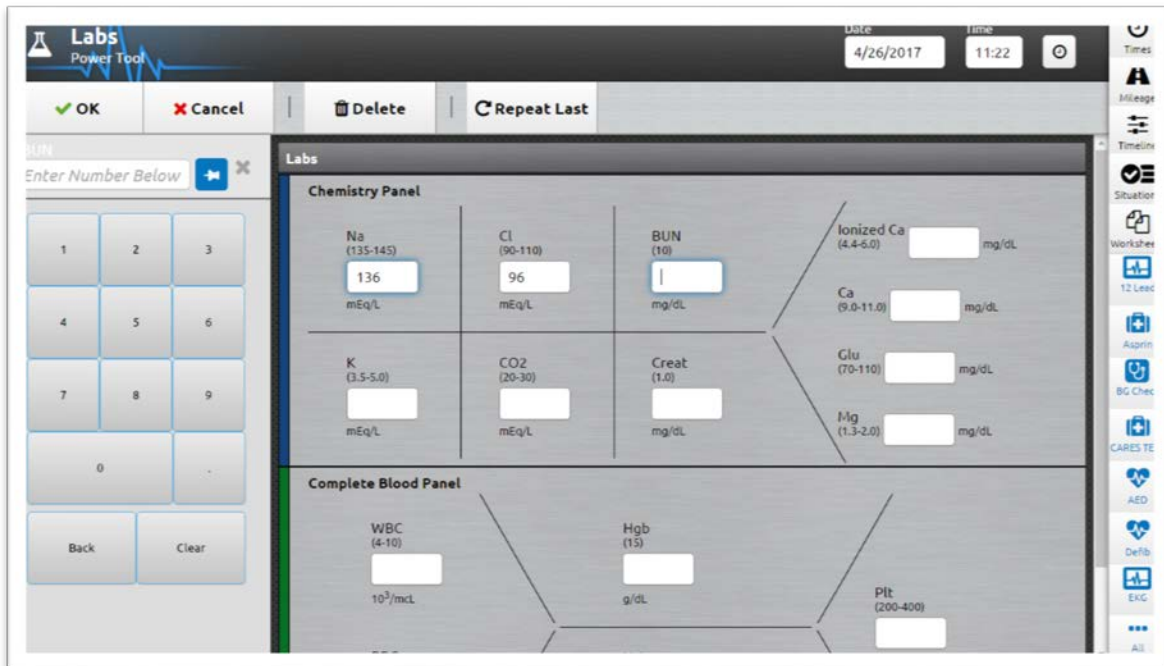 Labs
Power Tool
Date
Time
4/26/2017
11:22
OK
Cancel
Delete
Repeat Last
BUN
Enter Number Below
1
2
3
4
5
6
7
8
9
0
.
Back
Clear
Labs
Chemistry Panel
Na
(135-145)
136
mEq/L
Cl
(90-110)
96
mEq/L
BUN
(10)
mg/dL
K
(3.5-5.0)
mEq/L
CO2
(20-30)
mEq/L
Creat
(1.0)
mg/dL
Ionized Ca
(4.4-6.0)
mg/dL
Ca
(9.0-11.0)
mg/dL
Glu
(70-110)
mg/dL
Mg
(1.3-2.0)
mg/dL
Complete Blood Panel
WBC
(4-10)
10³/mcL
Hgb
(15)
g/dL
Plt
(200-400)
Times
Mileage
Timeline
Situation
Workshee
12 Lead
Asprin
BG Chec
CARES TE
AED
Defib
EKG
All